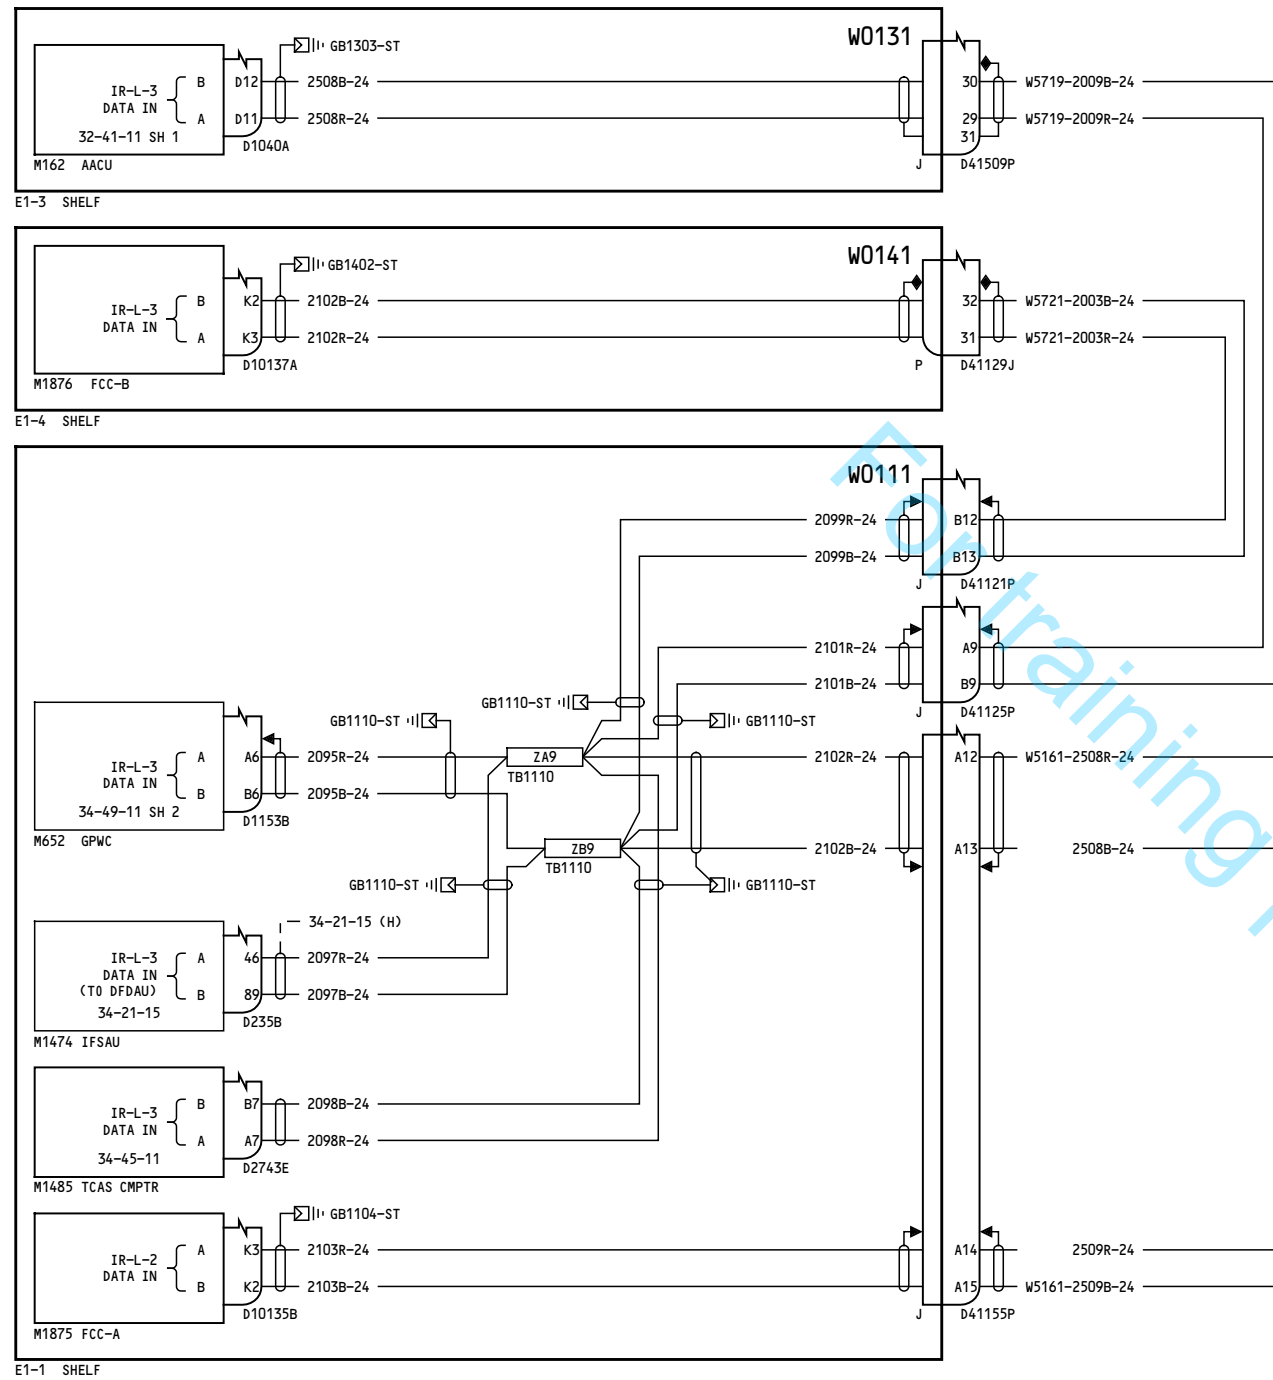 W0131
GB1303-ST
IR-L-3
DATA IN
B D12 2508B-24 30 W5719-2009B-24
A D11 2508R-24 29 W5719-2009R-24
31
32-41-11 SH 1
D1040A
M162 AACU
J D41509P
E1-3 SHELF
W0141
GB1402-ST
IR-L-3
DATA IN
B K2 2102B-24 32 W5721-2003B-24
A K3 2102R-24 31 W5721-2003R-24
D10137A
P D41129J
M1876 FCC-B
E1-4 SHELF
W0111
2099R-24 B12
2099B-24 B13
J D41121P
2101R-24 A9
2101B-24 B9
J D41125P
GB1110-ST
GB1110-ST
GB1110-ST
IR-L-3
DATA IN
A A6 2095R-24 ZA9 2102R-24 A12 W5161-2508R-24
TB1110
B B6 2095B-24
34-49-11 SH 2
D1153B
M652 GPWC
ZB9 2102B-24 A13 2508B-24
TB1110
GB1110-ST
GB1110-ST
34-21-15 (H)
IR-L-3
DATA IN
(TO DFDAU)
A 46 2097R-24
B 89 2097B-24
34-21-15
D235B
M1474 IFSAU
IR-L-3
DATA IN
B B7 2098B-24
A A7 2098R-24
34-45-11
D2743E
M1485 TCAS CMPTR
GB1104-ST
IR-L-2
DATA IN
A K3 2103R-24 A14 2509R-24
B K2 2103B-24 A15 W5161-2509B-24
D10135B
J D41155P
M1875 FCC-A
E1-1 SHELF
For training